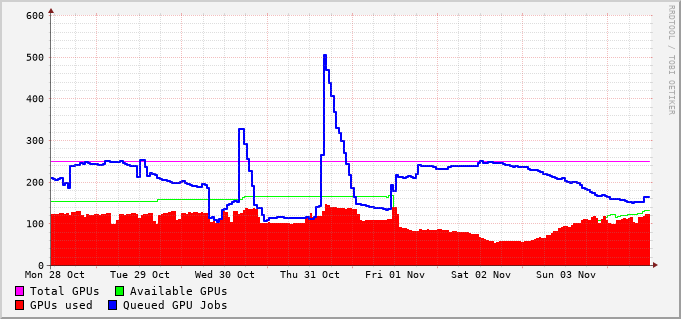 600
500
400
300
200
100
0
Mon 28 Oct Tue 29 Oct Wed 30 Oct Thu 31 Oct Fri 01 Nov Sat 02 Nov Sun 03 Nov
Total GPUs Available GPUs
GPUs used Queued GPU Jobs
RRDTOOL / TOBI OETIKER